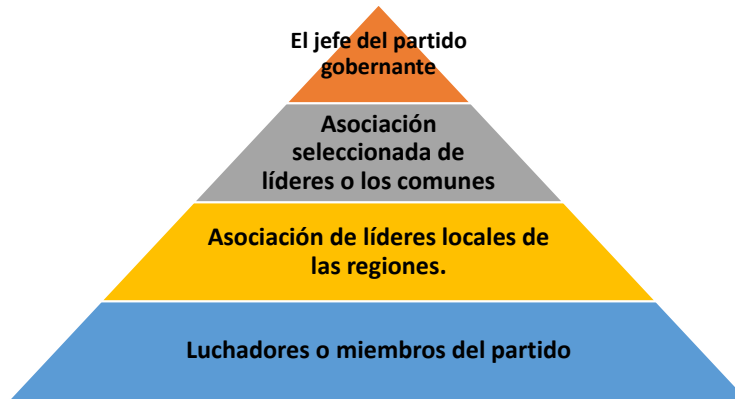 El jefe del partido
gobernante
Asociación
seleccionada de
líderes o los comunes
Asociación de líderes locales de
las regiones.
Luchadores o miembros del partido